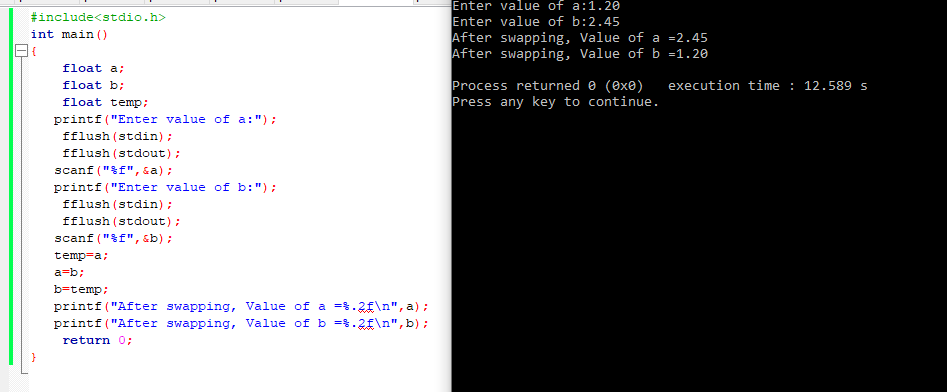 #include<stdio.h>
int main()
{
float a;
float b;
float temp;
printf("Enter value of a:");
fflush(stdin);
fflush(stdout);
scanf("%f",&a);
printf("Enter value of b:");
fflush(stdin);
fflush(stdout);
scanf("%f",&b);
temp=a;
a=b;
b=temp;
printf("After swapping, Value of a =%.2f\n",a);
printf("After swapping, Value of b =%.2f\n",b);
return 0;
}
Enter value of a:1.20
Enter value of b:2.45
After swapping, Value of a =2.45
After swapping, Value of b =1.20
Process returned 0 (0x0)   execution time : 12.589 s
Press any key to continue.